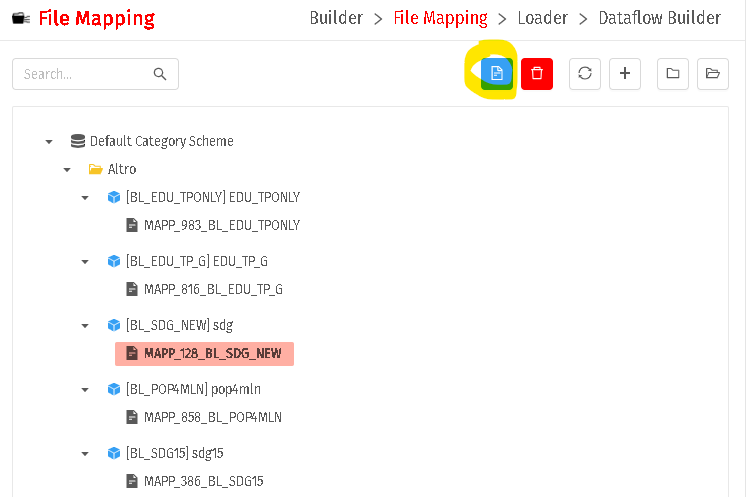 File Mapping
Builder > File Mapping > Loader > Dataflow Builder
Search...
Default Category Scheme
Altro
[BL_EDU_TPONLY] EDU_TPONLY
MAPP_983_BL_EDU_TPONLY
[BL_EDU_TP_G] EDU_TP_G
MAPP_816_BL_EDU_TP_G
[BL_SDG_NEW] sdg
MAPP_128_BL_SDG_NEW
[BL_POP4MLN] pop4mln
MAPP_858_BL_POP4MLN
[BL_SDG15] sdg15
MAPP_386_BL_SDG15